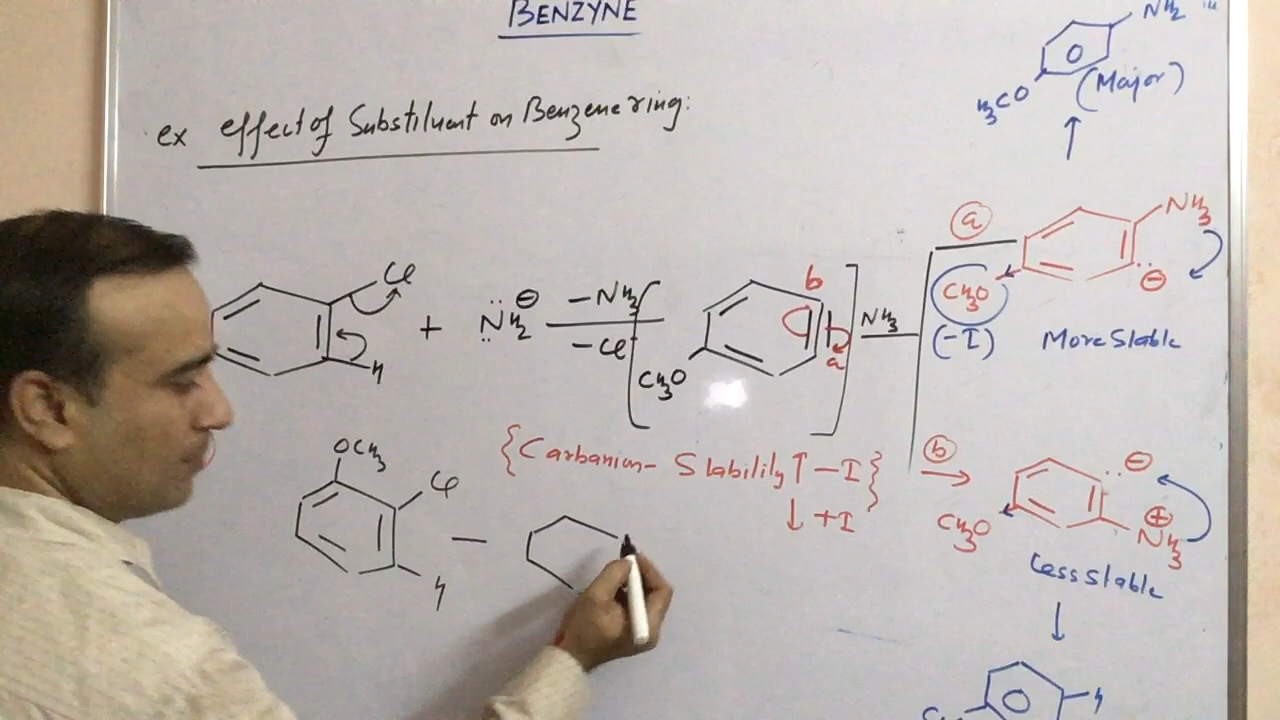 BENZYNE
ex effect of Substituent on Benzene ring:
NH2
H3CO
(Major)
a
NH3
CH3O
⊖
(-I)
More Stable
Cl
H
+ NH2 ⊖
-NH3
-Cl
CH3O
b
a
NH3
{Carbanion- Stability ↑ -I}
↓ +I
b
⊖
CH3O
⊕
NH3
Less Stable
OCH3
Cl
H